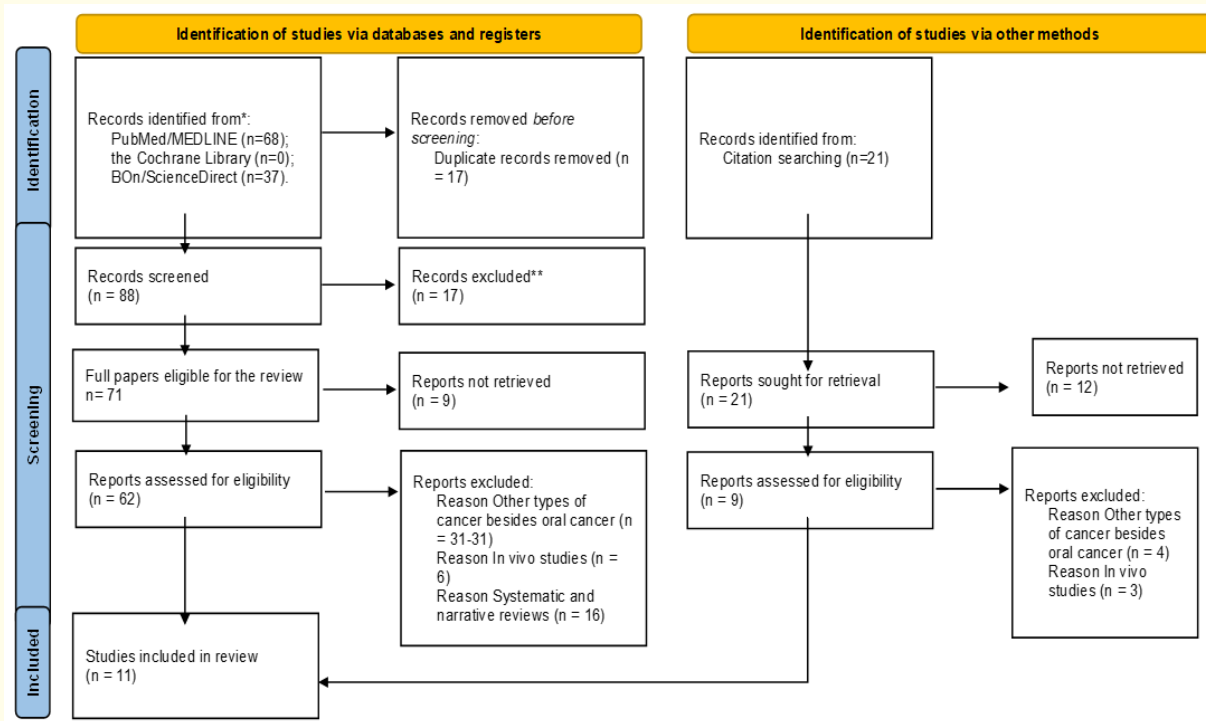 Identification of studies via databases and registers
Identification of studies via other methods
Identification
Records identified from*:
PubMed/MEDLINE (n=68);
the Cochrane Library (n=0);
BOn/ScienceDirect (n=37).
Records removed before
screening:
Duplicate records removed (n
= 17)
Records identified from:
Citation searching (n=21)
Screening
Records screened
(n = 88)
Records excluded**
(n = 17)
Full papers eligible for the review
n= 71
Reports not retrieved
(n = 9)
Reports sought for retrieval
(n = 21)
Reports not retrieved
(n = 12)
Reports assessed for eligibility
(n = 62)
Reports excluded:
Reason Other types of
cancer besides oral cancer (n
= 31-31)
Reason In vivo studies (n =
6)
Reason Systematic and
narrative reviews (n = 16)
Reports assessed for eligibility
(n = 9)
Reports excluded:
Reason Other types
of cancer besides
oral cancer (n = 4)
Reason In vivo
studies (n = 3)
Included
Studies included in review
(n = 11)